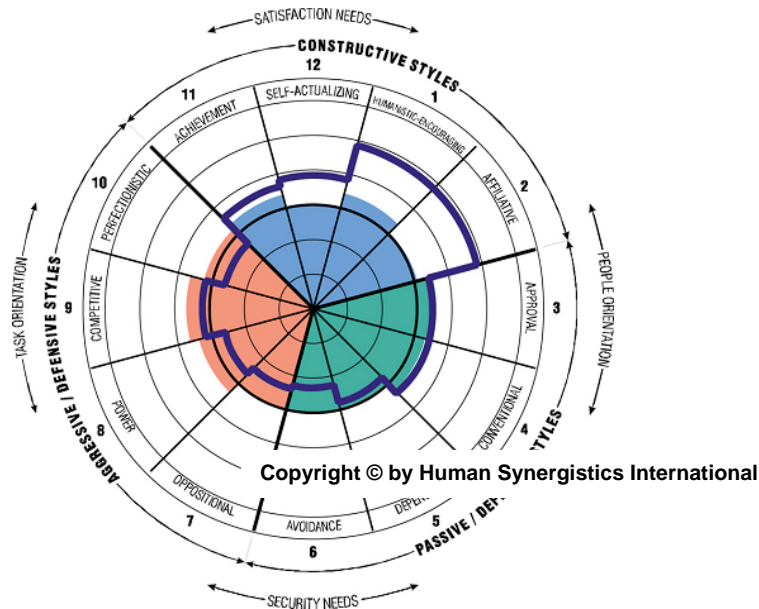 SATISFACTION NEEDS
CONSTRUCTIVE STYLES
12
11
1
SELF-ACTUALIZING
ACHIEVEMENT
HUMANISTIC-ENCOURAGING
10
2
PERFECTIONISTIC
AFFILIATIVE
TASK ORIENTATION
PEOPLE ORIENTATION
9
COMPETITIVE
APPROVAL
3
AGGRESSIVE / DEFENSIVE STYLES
8
POWER
CONVENTIONAL
4
STYLES
Copyright © by Human Synergistics International
7
OPPOSITIONAL
AVOIDANCE
6
5
PASSIVE /
SECURITY NEEDS